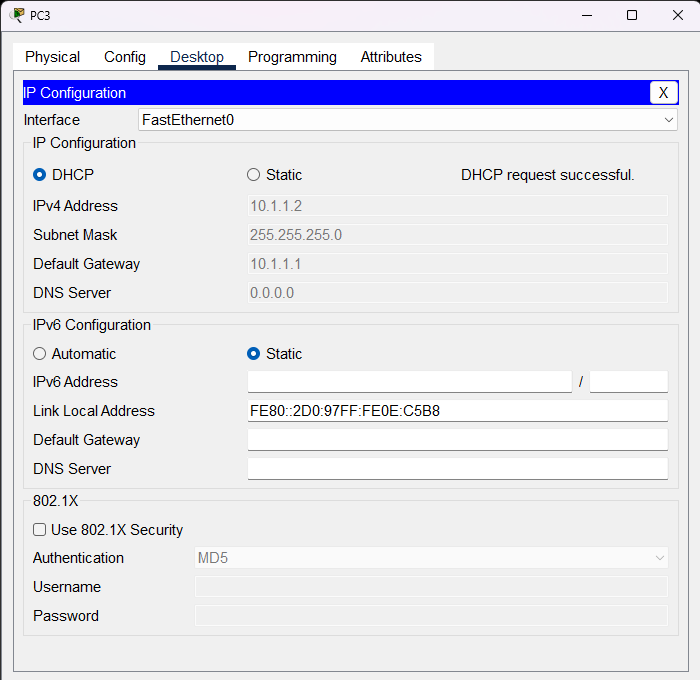 PC3
Physical Config Desktop Programming Attributes
IP Configuration X
Interface FastEthernet0
IP Configuration
DHCP Static DHCP request successful.
IPv4 Address 10.1.1.2
Subnet Mask 255.255.255.0
Default Gateway 10.1.1.1
DNS Server 0.0.0.0
IPv6 Configuration
Automatic Static
IPv6 Address /
Link Local Address FE80::2D0:97FF:FE0E:C5B8
Default Gateway
DNS Server
802.1X
Use 802.1X Security
Authentication MD5
Username
Password